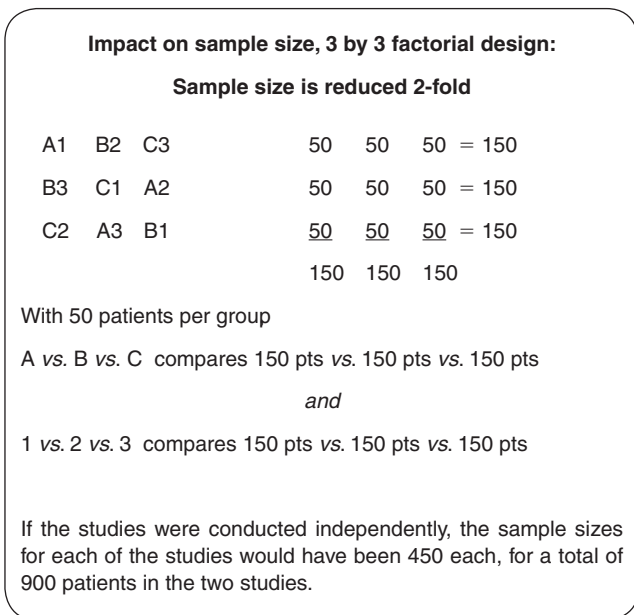 Impact on sample size, 3 by 3 factorial design:
Sample size is reduced 2-fold
A1 B2 C3 50 50 50 = 150
B3 C1 A2 50 50 50 = 150
C2 A3 B1 50 50 50 = 150
150 150 150
With 50 patients per group
A vs. B vs. C compares 150 pts vs. 150 pts vs. 150 pts
and
1 vs. 2 vs. 3 compares 150 pts vs. 150 pts vs. 150 pts
If the studies were conducted independently, the sample sizes
for each of the studies would have been 450 each, for a total of
900 patients in the two studies.